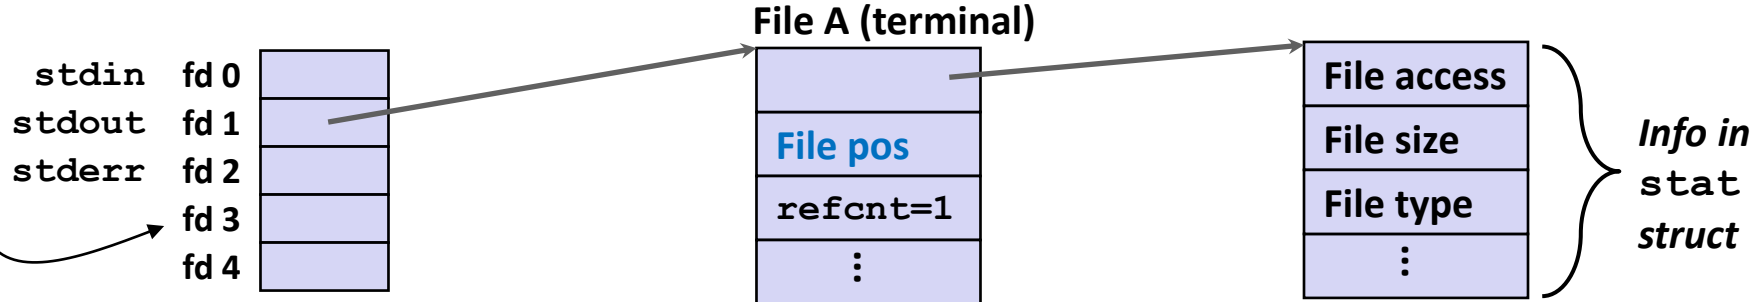 File A (terminal)
stdin fd 0
stdout fd 1
stderr fd 2
fd 3
fd 4
File pos
refcnt=1
⋮
File access
File size
File type
⋮
Info in
stat
struct